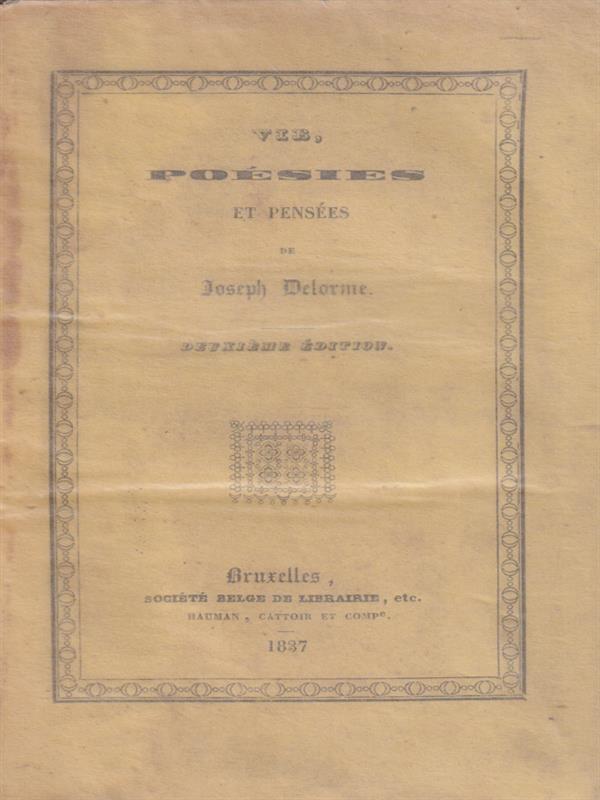 VIE,
POÉSIES
ET PENSÉES
DE
Joseph Delorme.
DEUXIÈME ÉDITION.
Bruxelles,
SOCIÉTÉ BELGE DE LIBRAIRIE, etc.
HAUMAN, CATTOIR ET COMPᵉ.
1837